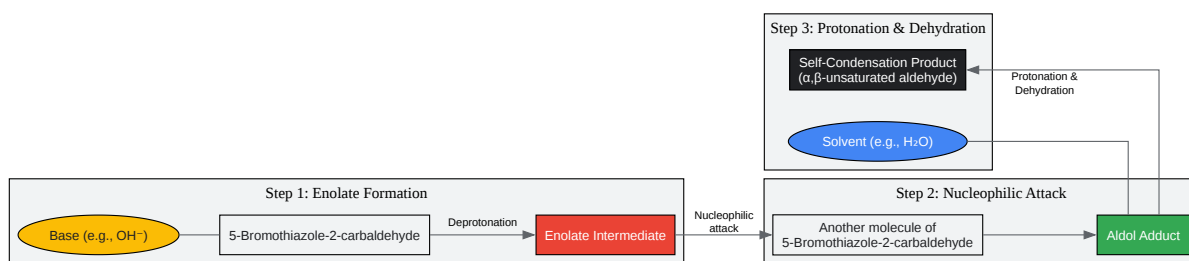 Step 3: Protonation & Dehydration
Self-Condensation Product
(α,β-unsaturated aldehyde)
Protonation &
Dehydration
Solvent (e.g., H₂O)
Step 1: Enolate Formation
Base (e.g., OH⁻)
5-Bromothiazole-2-carbaldehyde
Deprotonation
Enolate Intermediate
Nucleophilic
attack
Step 2: Nucleophilic Attack
Another molecule of
5-Bromothiazole-2-carbaldehyde
Aldol Adduct